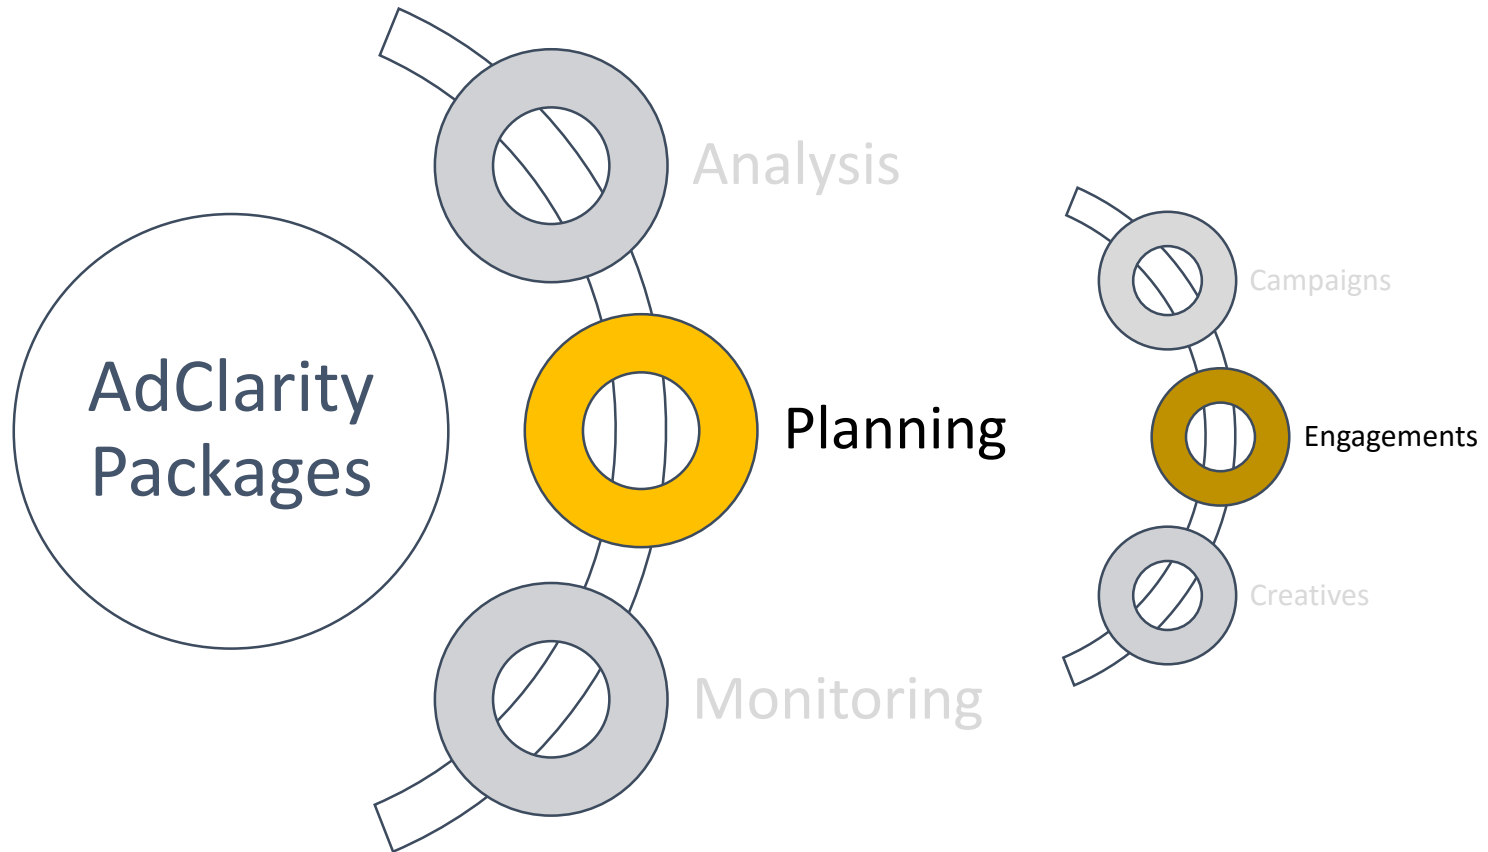 AdClarity
Packages
Analysis
Planning
Monitoring
Campaigns
Engagements
Creatives